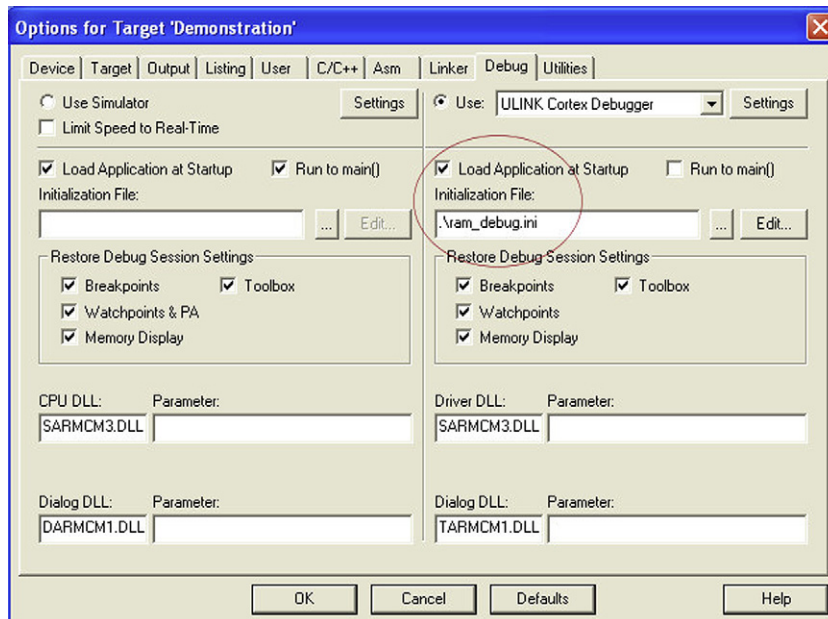 Options for Target 'Demonstration'
Device Target Output Listing User C/C++ Asm Linker Debug Utilities
Use Simulator Settings
Limit Speed to Real-Time
Use: ULINK Cortex Debugger Settings
Load Application at Startup Run to main()
Initialization File:
... Edit...
Load Application at Startup Run to main()
Initialization File:
.\ram_debug.ini ... Edit...
Restore Debug Session Settings
Breakpoints Toolbox
Watchpoints & PA
Memory Display
Restore Debug Session Settings
Breakpoints Toolbox
Watchpoints
Memory Display
CPU DLL: Parameter:
SARMCM3.DLL
Driver DLL: Parameter:
SARMCM3.DLL
Dialog DLL: Parameter:
DARMCM1.DLL
Dialog DLL: Parameter:
TARMCM1.DLL
OK Cancel Defaults Help